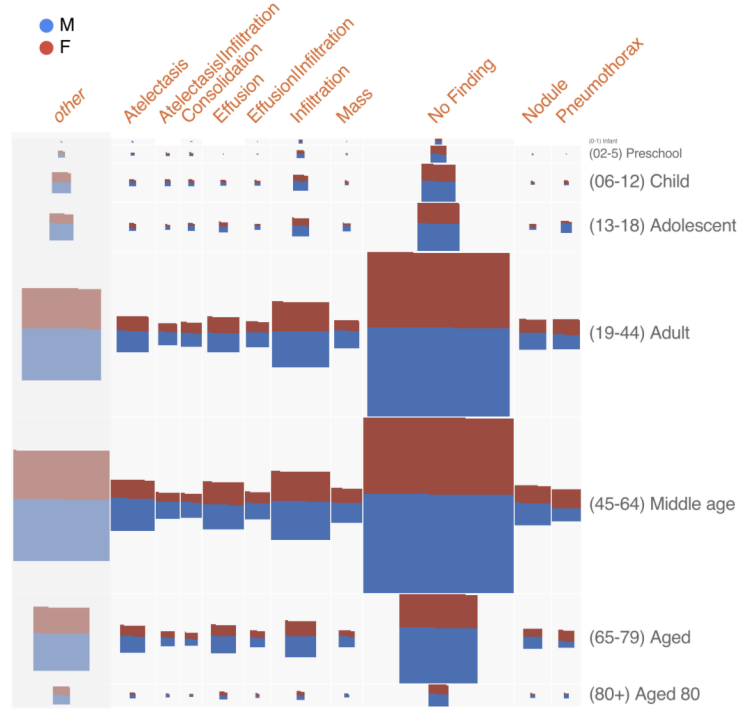 M
F
other
Atelectasis
Atelectasis|Infiltration
Consolidation
Effusion
Effusion|Infiltration
Infiltration
Mass
No Finding
Nodule
Pneumothorax
(0-1) Infant
(02-5) Preschool
(06-12) Child
(13-18) Adolescent
(19-44) Adult
(45-64) Middle age
(65-79) Aged
(80+) Aged 80